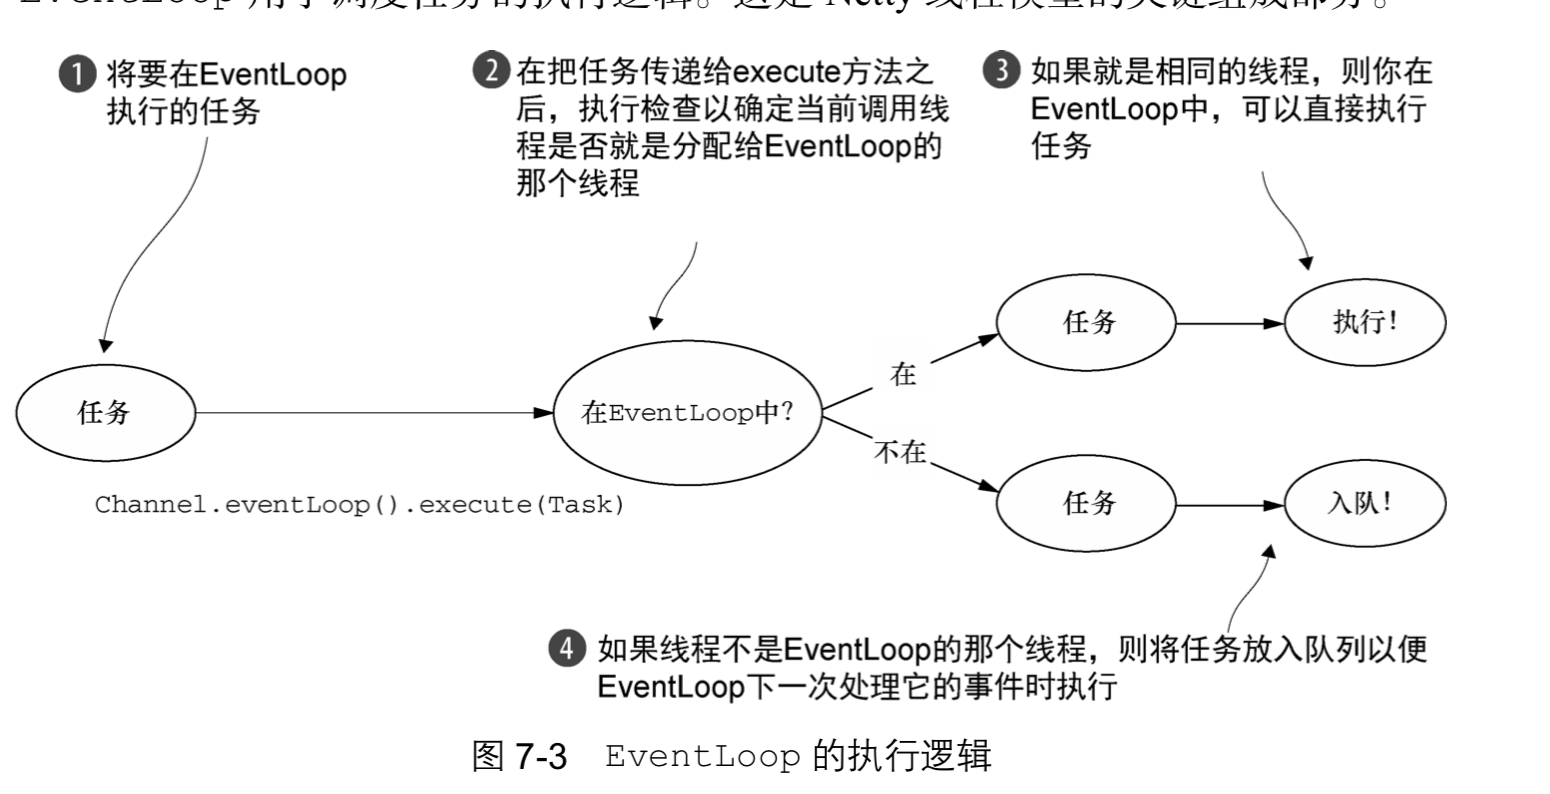 EventLoop 用于调度任务的执行逻辑。这是 Netty 线程模型的关键组成部分。
1 将要在EventLoop
执行的任务
2 在把任务传递给execute方法之
后，执行检查以确定当前调用线
程是否就是分配给EventLoop的
那个线程
3 如果就是相同的线程，则你在
EventLoop中，可以直接执行
任务
任务
Channel.eventLoop().execute(Task)
在EventLoop中？
在
任务
执行！
不在
任务
入队！
4 如果线程不是EventLoop的那个线程，则将任务放入队列以便
EventLoop下一次处理它的事件时执行
图 7-3 EventLoop 的执行逻辑